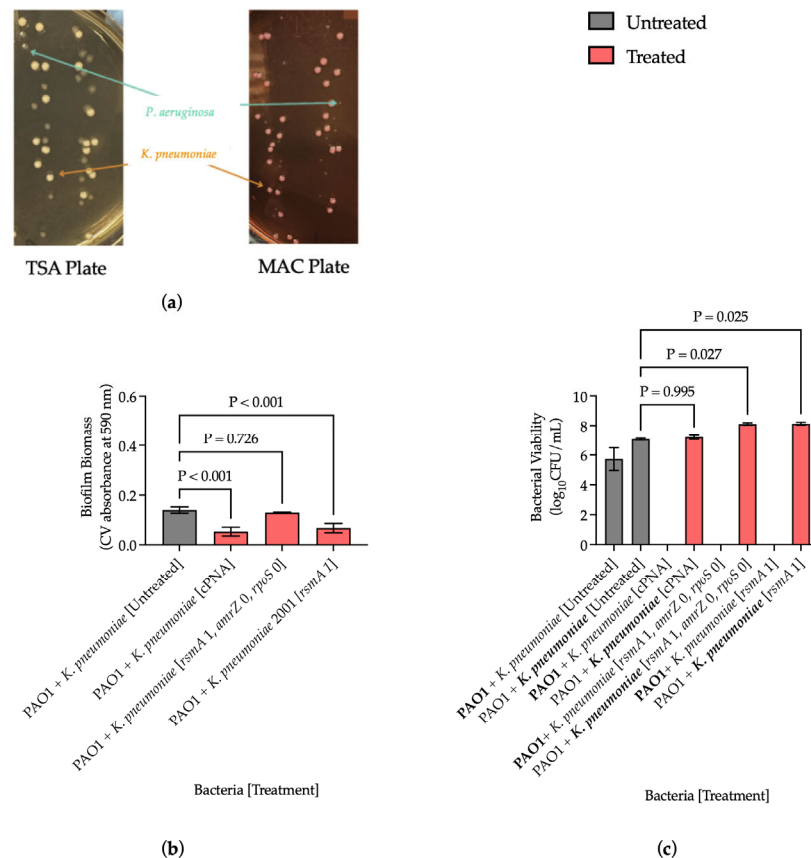 Untreated
Treated
P. aeruginosa
K. pneumoniae
TSA Plate
MAC Plate
(a)
Biofilm Biomass
(CV absorbance at 590 nm)
0.6
0.4
0.2
0.0
P < 0.001
P = 0.726
P < 0.001
PAO1 + K. pneumoniae [Untreated]
PAO1 + K. pneumoniae [cPNA]
PAO1 + K. pneumoniae [rsmA 1, amrZ 0, rpoS 0]
PAO1 + K. pneumoniae 2001 [rsmA 1]
Bacteria [Treatment]
(b)
Bacterial Viability
(log10CFU / mL)
10
8
6
4
2
0
P = 0.025
P = 0.027
P = 0.995
PAO1 + K. pneumoniae [Untreated]
PAO1 + K. pneumoniae [Untreated]
PAO1 + K. pneumoniae [cPNA]
PAO1 + K. pneumoniae [cPNA]
PAO1+ K. pneumoniae [rsmA 1, amrZ 0, rpoS 0]
PAO1 + K. pneumoniae [rsmA 1, amrZ 0, rpoS 0]
PAO1 + K. pneumoniae [rsmA 1]
PAO1 + K. pneumoniae [rsmA 1]
Bacteria [Treatment]
(c)